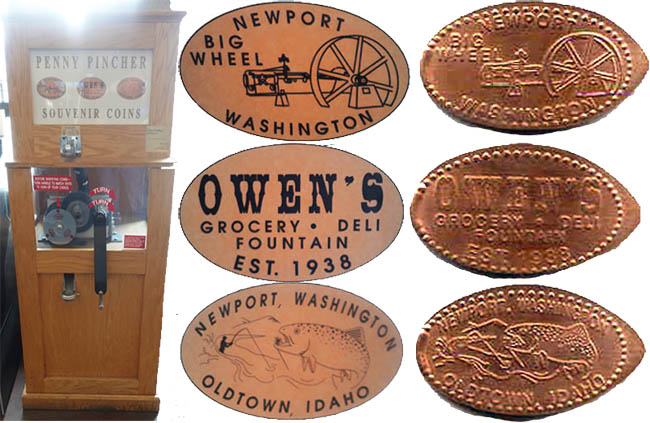 PENNY PINCHER
OWEN'S
SOUVENIR COINS
TURN
TURN
NEWPORT
BIG
WHEEL
WASHINGTON
OWEN'S
GROCERY • DELI
FOUNTAIN
EST. 1938
NEWPORT, WASHINGTON
OLDTOWN, IDAHO
NEWPORT
BIG
WHEEL
WASHINGTON
OWEN'S
GROCERY DELI
FOUNTAIN
EST. 1938
NEWPORT, WASHINGTON
OLDTOWN, IDAHO